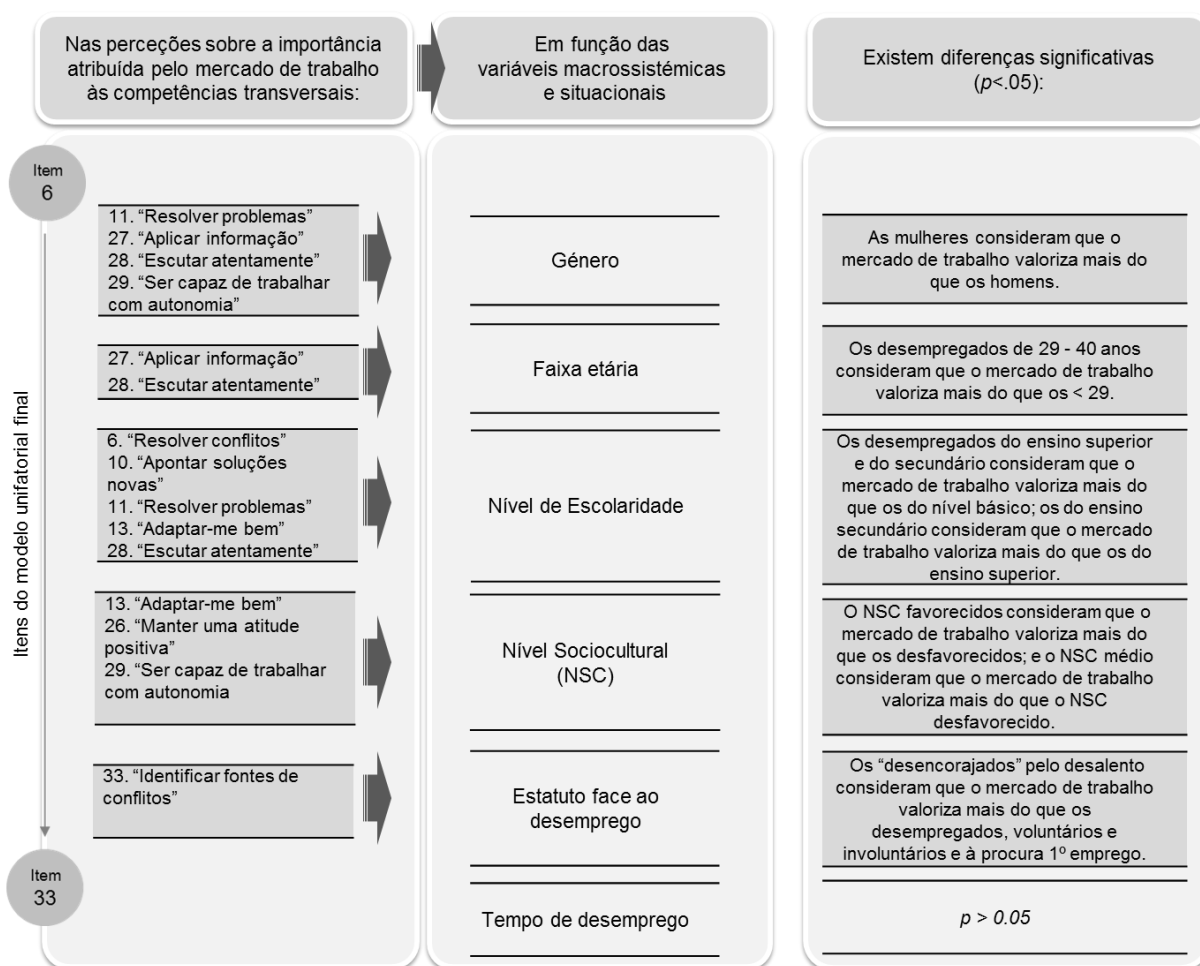 Nas perceções sobre a importância
atribuída pelo mercado de trabalho
às competências transversais:
Em função das
variáveis macrossistémicas
e situacionais
Existem diferenças significativas
(p<.05):
Item
6
Itens do modelo unifatorial final
Item
33
11. “Resolver problemas”
27. “Aplicar informação”
28. “Escutar atentamente”
29. “Ser capaz de trabalhar
com autonomia”
Género
As mulheres consideram que o
mercado de trabalho valoriza mais do
que os homens.
27. “Aplicar informação”
28. “Escutar atentamente”
Faixa etária
Os desempregados de 29 - 40 anos
consideram que o mercado de trabalho
valoriza mais do que os < 29.
6. “Resolver conflitos”
10. “Apontar soluções
novas”
11. “Resolver problemas”
13. “Adaptar-me bem”
28. “Escutar atentamente”
Nível de Escolaridade
Os desempregados do ensino superior
e do secundário consideram que o
mercado de trabalho valoriza mais do
que os do nível básico; os do ensino
secundário consideram que o mercado
de trabalho valoriza mais do que os do
ensino superior.
13. “Adaptar-me bem”
26. “Manter uma atitude
positiva”
29. “Ser capaz de trabalhar
com autonomia
Nível Sociocultural
(NSC)
O NSC favorecidos consideram que o
mercado de trabalho valoriza mais do
que os desfavorecidos; e o NSC médio
consideram que o mercado de trabalho
valoriza mais do que o NSC
desfavorecido.
33. “Identificar fontes de
conflitos”
Estatuto face ao
desemprego
Os “desencorajados” pelo desalento
consideram que o mercado de trabalho
valoriza mais do que os
desempregados, voluntários e
involuntários e à procura 1º emprego.
Tempo de desemprego
p > 0.05